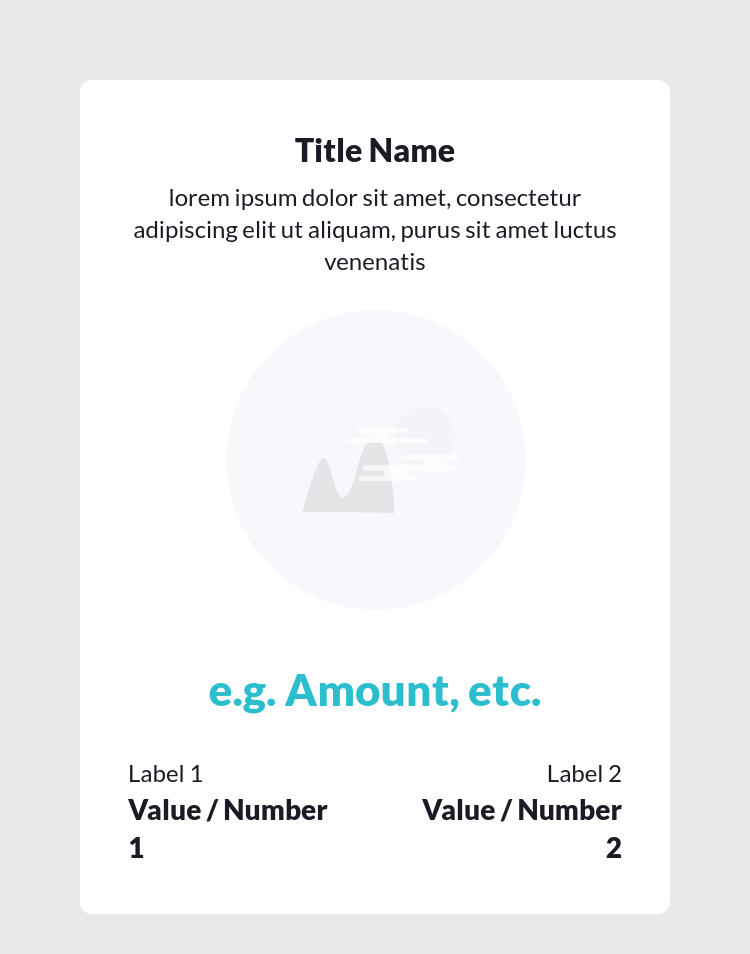 Title Name
lorem ipsum dolor sit amet, consectetur
adipiscing elit ut aliquam, purus sit amet luctus
venenatis
e.g. Amount, etc.
Label 1
Value / Number
1
Label 2
Value / Number
2